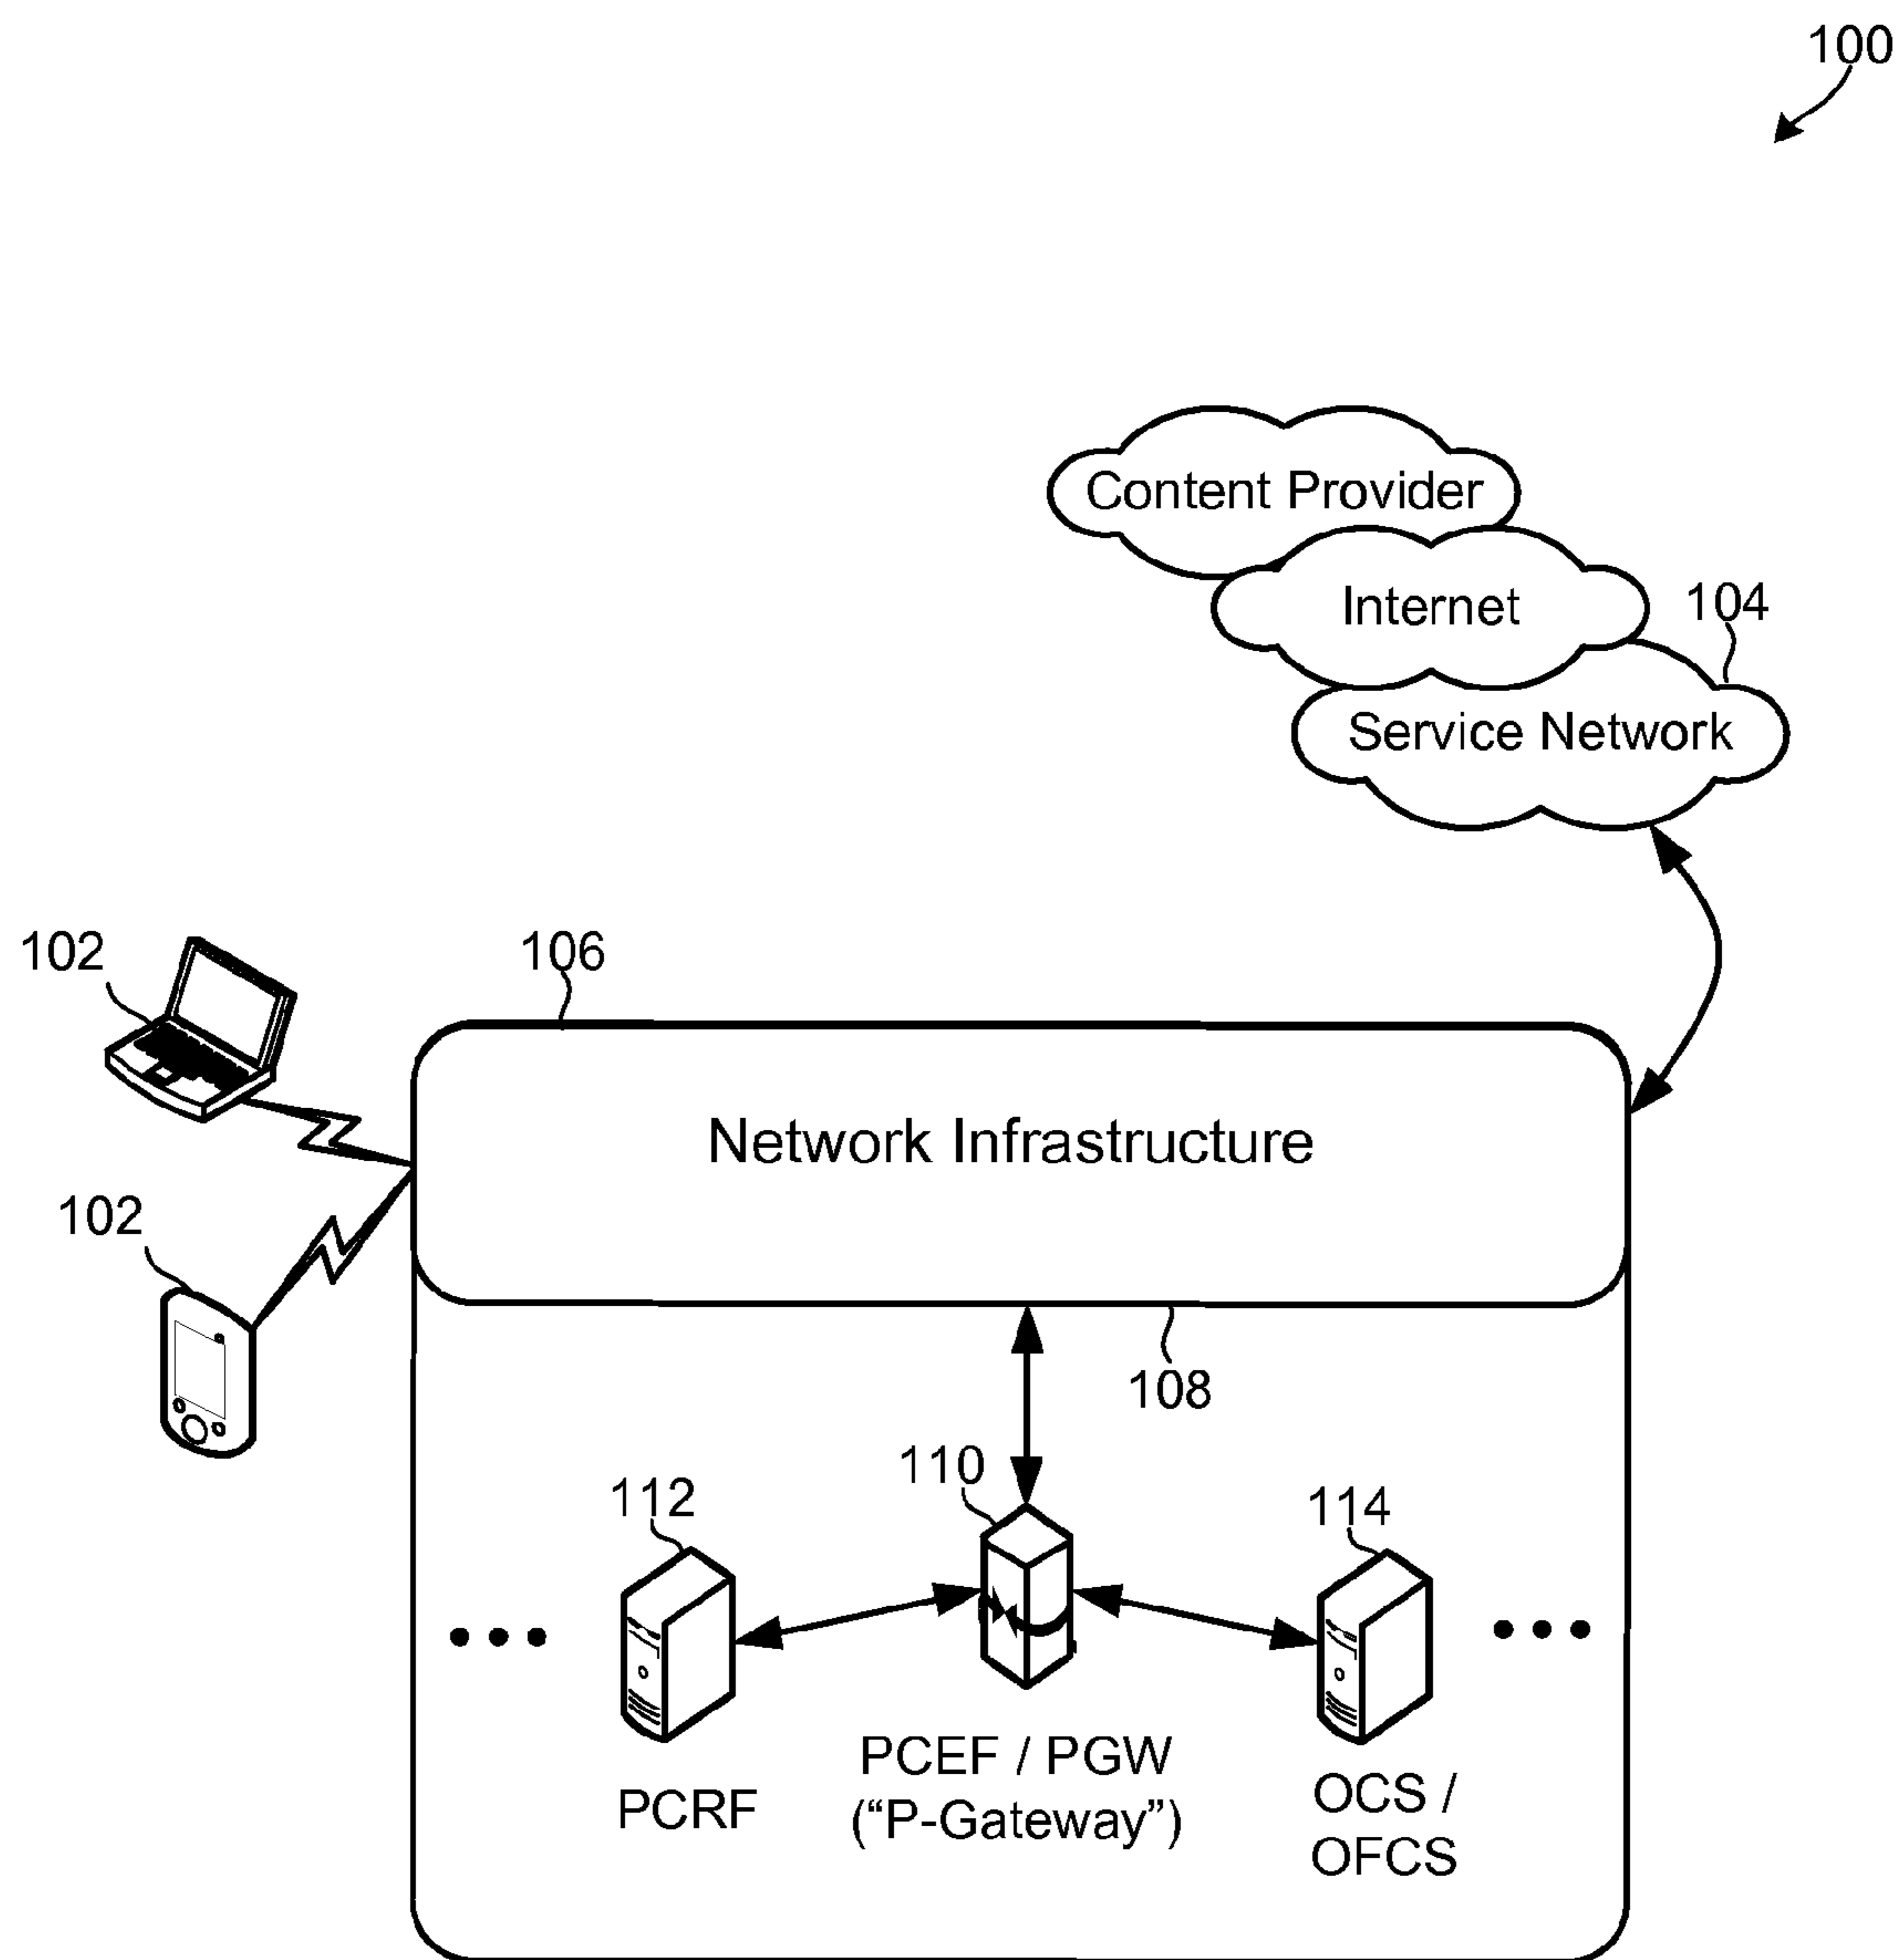 100
Content Provider
Internet
104
Service Network
102
106
Network Infrastructure
102
108
110
112
114
PCEF / PGW
("P-Gateway")
PCRF
OCS /
OFCS